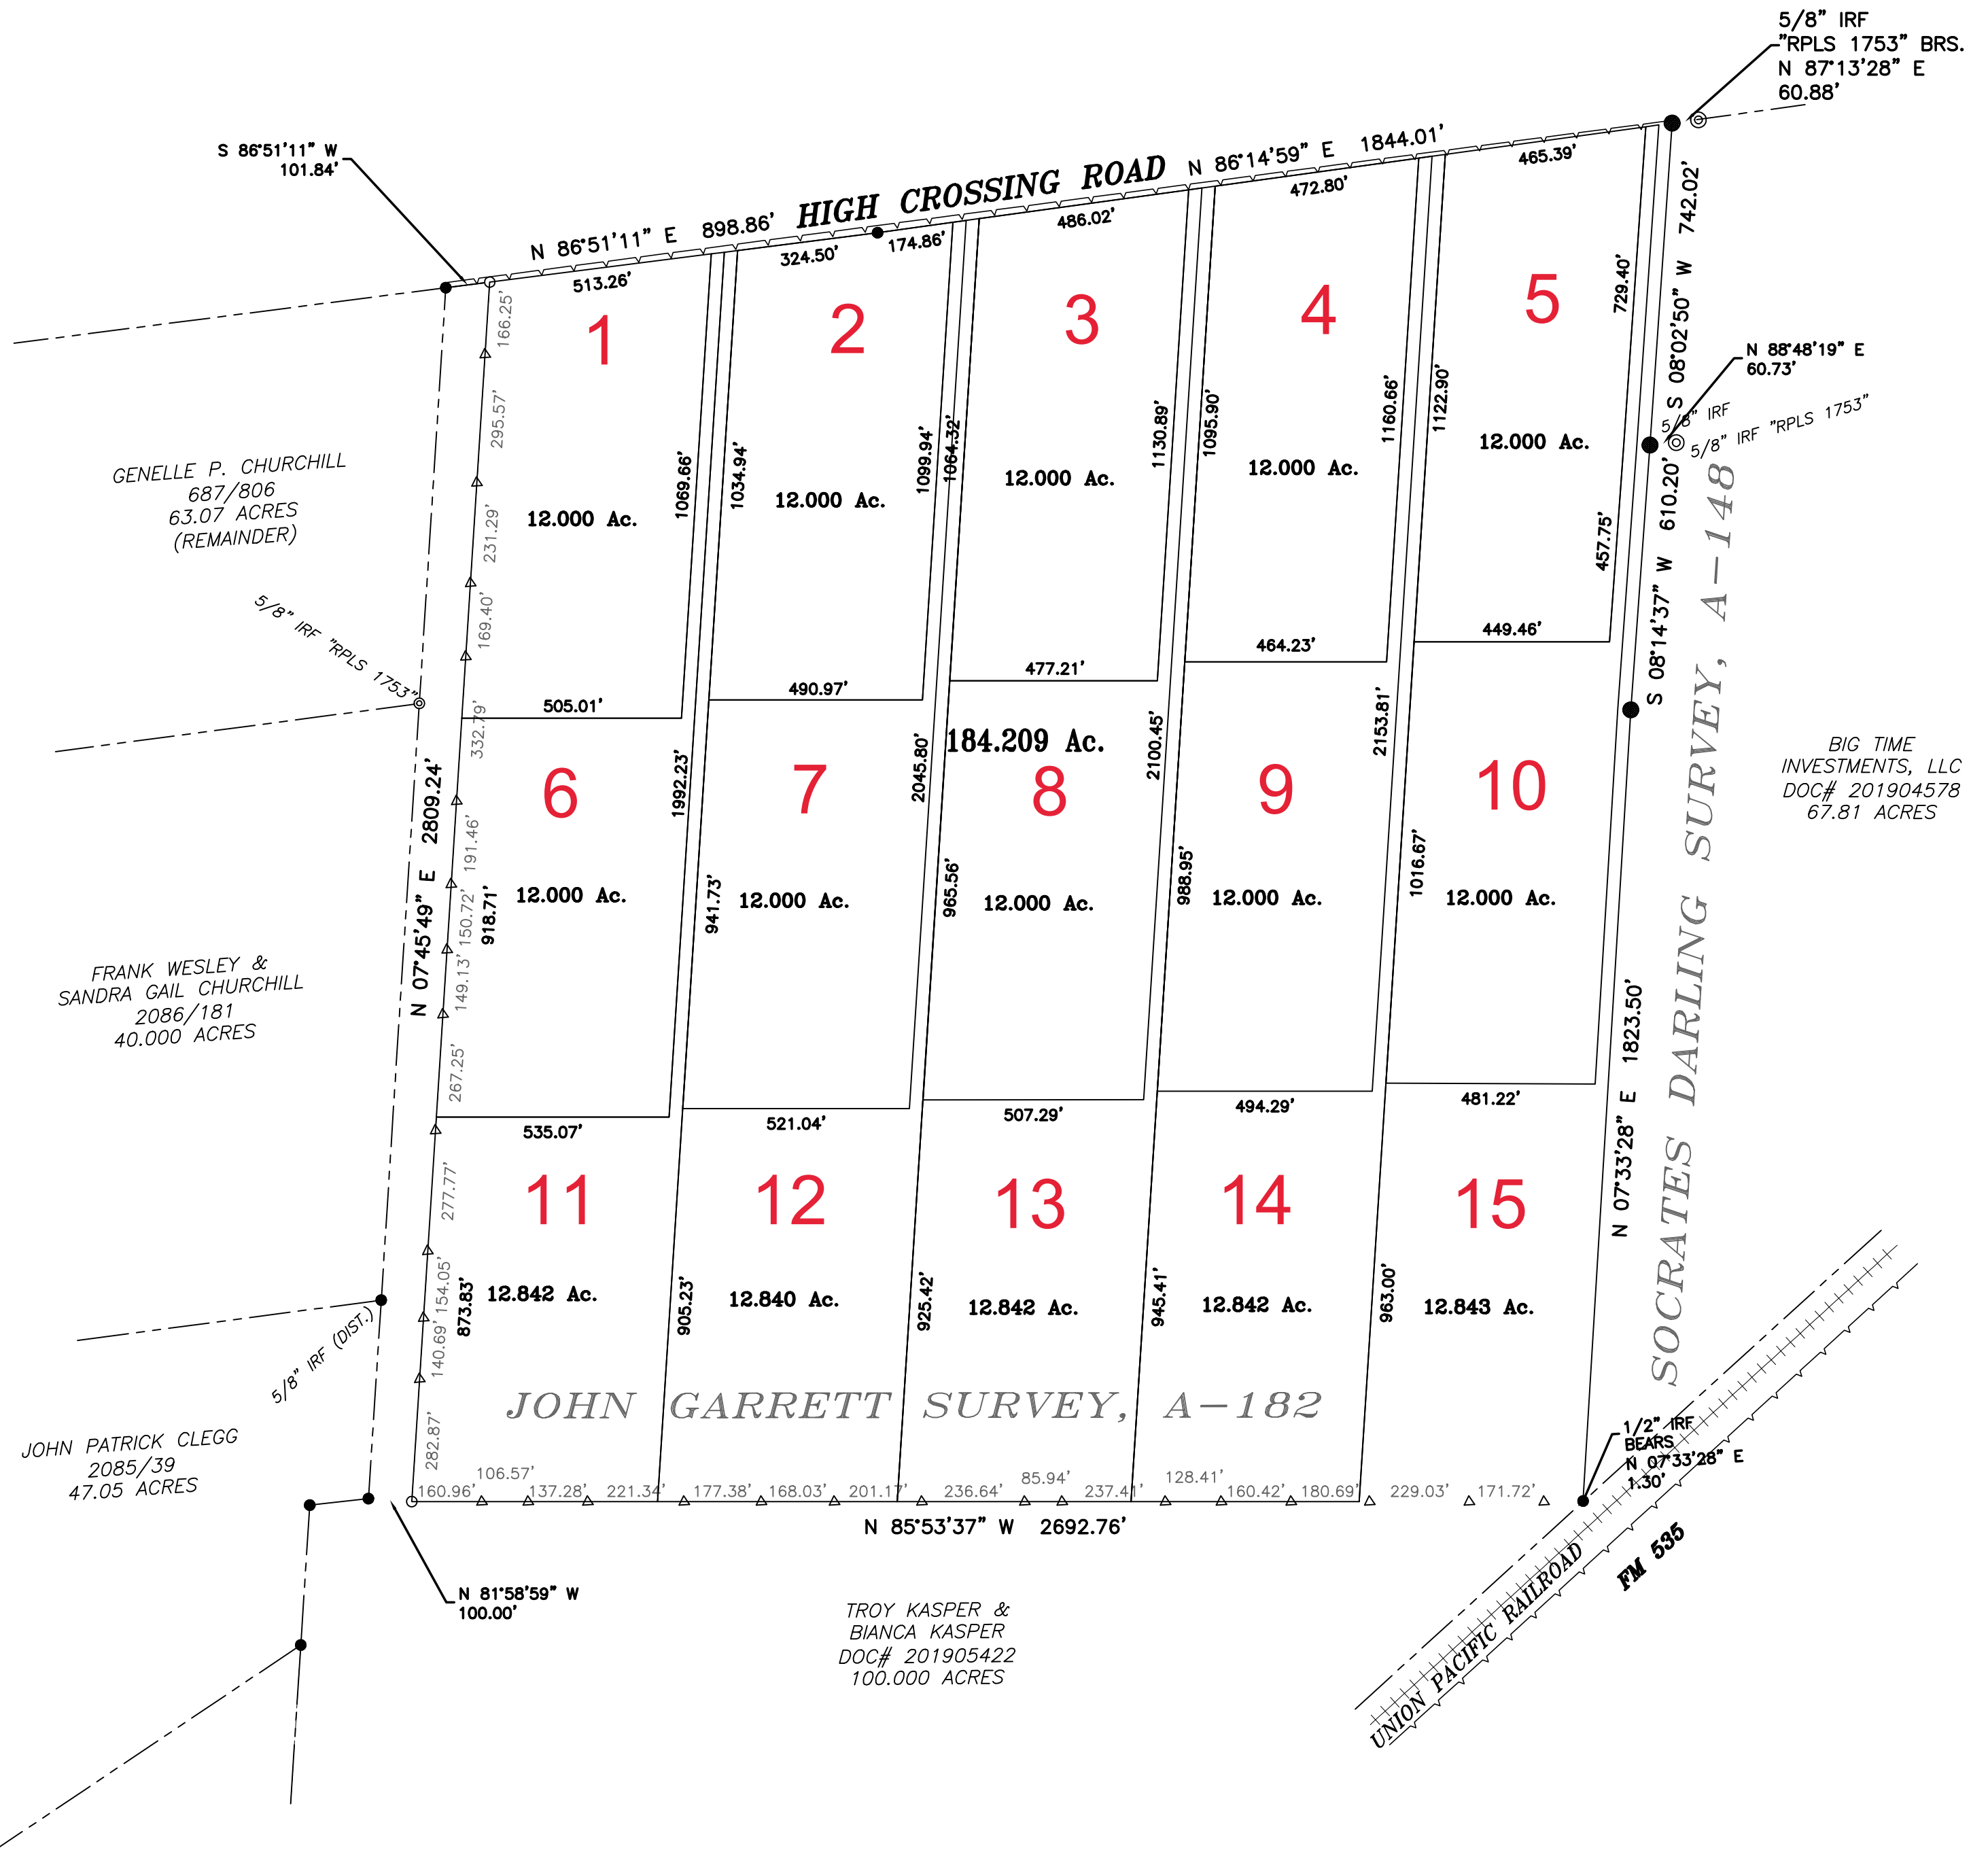 5/8" IRF
"RPLS 1753" BRS.
N 87°13'28" E
60.88'
S 86°51'11" W
101.84'
N 86°51'11" E 898.86'
HIGH CROSSING ROAD
N 86°14'59" E 1844.01'
513.26'
324.50'
174.86'
486.02'
472.80'
465.39'
S 08°02'50" W 742.02'
N 88°48'19" E
60.73'
5/8" IRF
5/8" IRF "RPLS 1753"
S 08°14'37" W 610.20'
1
2
3
4
5
166.25'
295.57'
231.29'
169.40'
332.79'
1069.66'
1034.94'
1099.94'
1064.32'
1130.89'
1095.90'
1160.66'
1122.90'
729.40'
457.75'
12.000 Ac.
12.000 Ac.
12.000 Ac.
12.000 Ac.
12.000 Ac.
505.01'
490.97'
477.21'
464.23'
449.46'
GENELLE P. CHURCHILL
687/806
63.07 ACRES
(REMAINDER)
5/8" IRF "RPLS 1753"
N 07°45'49" E 2809.24'
184.209 Ac.
6
7
8
9
10
191.46'
150.72'
149.13'
267.25'
918.71'
1992.23'
941.73'
2045.80'
965.56'
2100.45'
988.95'
2153.81'
1016.67'
12.000 Ac.
12.000 Ac.
12.000 Ac.
12.000 Ac.
12.000 Ac.
535.07'
521.04'
507.29'
494.29'
481.22'
BIG TIME
INVESTMENTS, LLC
DOC# 201904578
67.81 ACRES
SOCRATES DARLING SURVEY, A-148
N 07°33'28" E 1823.50'
FRANK WESLEY &
SANDRA GAIL CHURCHILL
2086/181
40.000 ACRES
11
12
13
14
15
277.77'
154.05'
140.69'
282.87'
873.83'
905.23'
925.42'
945.41'
963.00'
12.842 Ac.
12.840 Ac.
12.842 Ac.
12.842 Ac.
12.843 Ac.
5/8" IRF (DIST.)
JOHN GARRETT SURVEY, A-182
JOHN PATRICK CLEGG
2085/39
47.05 ACRES
160.96'
106.57'
137.28'
221.34'
177.38'
168.03'
201.17'
236.64'
85.94'
237.41'
128.41'
160.42'
180.69'
229.03'
171.72'
N 85°53'37" W 2692.76'
1/2" IRF
BEARS
N 07°33'28" E
1.30'
N 81°58'59" W
100.00'
TROY KASPER &
BIANCA KASPER
DOC# 201905422
100.000 ACRES
UNION PACIFIC RAILROAD
FM 535